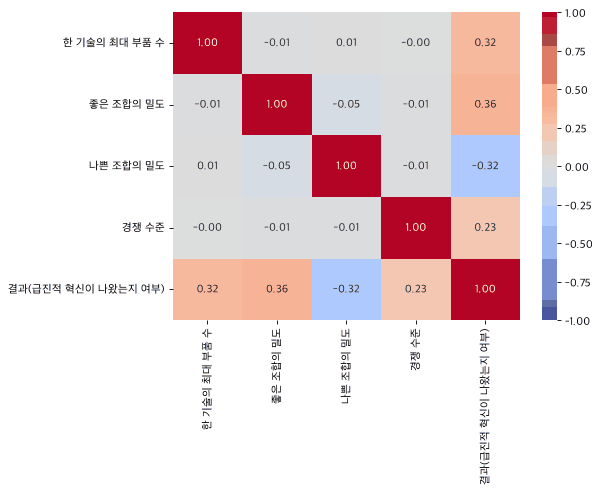 한 기술의 최대 부품 수 1.00 -0.01 0.01 -0.00 0.32
좋은 조합의 밀도 -0.01 1.00 -0.05 -0.01 0.36
나쁜 조합의 밀도 0.01 -0.05 1.00 -0.01 -0.32
경쟁 수준 -0.00 -0.01 -0.01 1.00 0.23
결과(급진적 혁신이 나왔는지 여부) 0.32 0.36 -0.32 0.23 1.00
한 기술의 최대 부품 수
좋은 조합의 밀도
나쁜 조합의 밀도
경쟁 수준
결과(급진적 혁신이 나왔는지 여부)
1.00
0.75
0.50
0.25
0.00
-0.25
-0.50
-0.75
-1.00